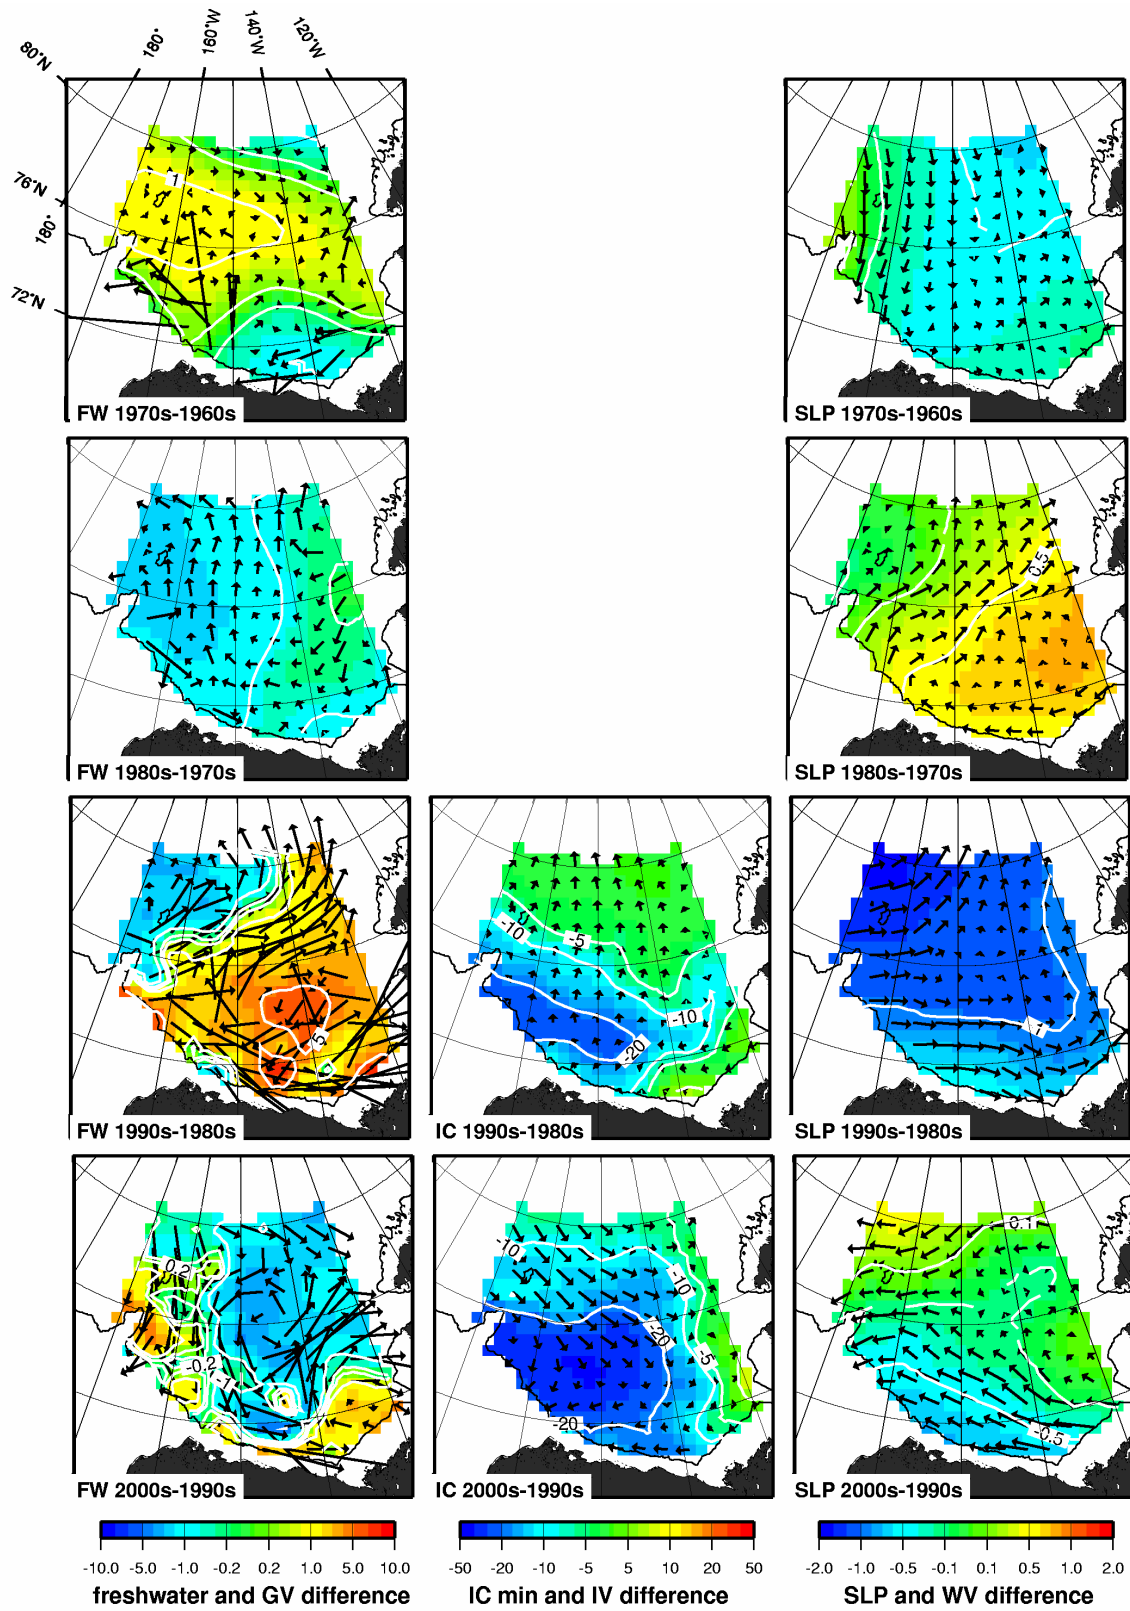 180°
160°W
140°W
120°W
80°N
76°N
180°
72°N
1
FW 1970s-1960s
SLP 1970s-1960s
FW 1980s-1970s
0.5
SLP 1980s-1970s
1
5
FW 1990s-1980s
-10
-5
-10
-20
IC 1990s-1980s
-1
SLP 1990s-1980s
0.2
-0.2
-1
FW 2000s-1990s
-10
-10
-20
-5
-20
IC 2000s-1990s
0.1
-0.5
SLP 2000s-1990s
-10.0 -5.0 -1.0 -0.2 0.2 1.0 5.0 10.0
freshwater and GV difference
-50 -20 -10 -5 5 10 20 50
IC min and IV difference
-2.0 -1.0 -0.5 -0.1 0.1 0.5 1.0 2.0
SLP and WV difference